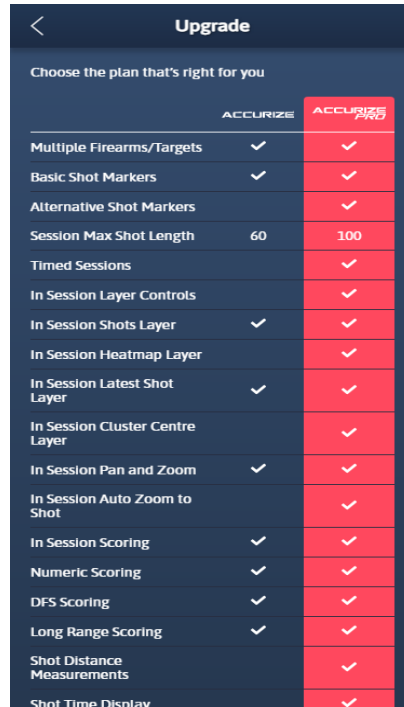 Upgrade
Choose the plan that's right for you
ACCURIZE ACCURIZE PRO
Multiple Firearms/Targets
Basic Shot Markers
Alternative Shot Markers
Session Max Shot Length 60 100
Timed Sessions
In Session Layer Controls
In Session Shots Layer
In Session Heatmap Layer
In Session Latest Shot
Layer
In Session Cluster Centre
Layer
In Session Pan and Zoom
In Session Auto Zoom to
Shot
In Session Scoring
Numeric Scoring
DFS Scoring
Long Range Scoring
Shot Distance
Measurements
Shot Time Display